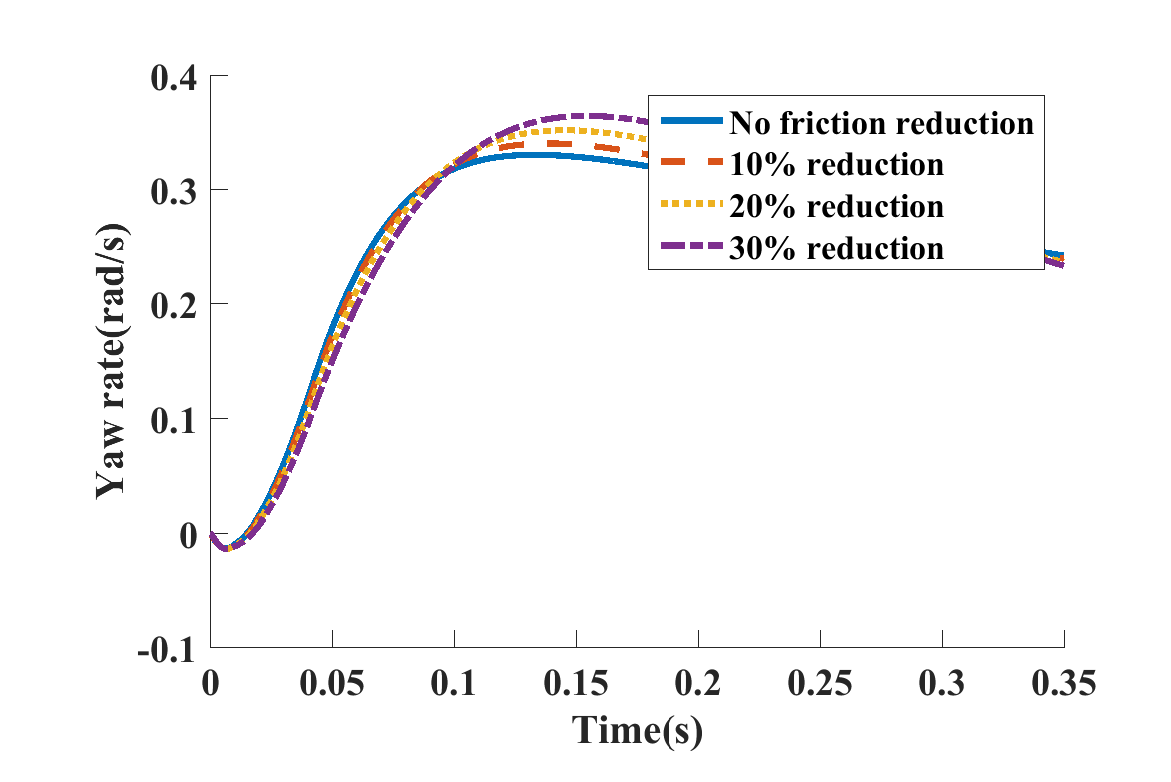 0.4
0.3
0.2
0.1
0
-0.1
Yaw rate(rad/s)
No friction reduction
10% reduction
20% reduction
30% reduction
0 0.05 0.1 0.15 0.2 0.25 0.3 0.35
Time(s)